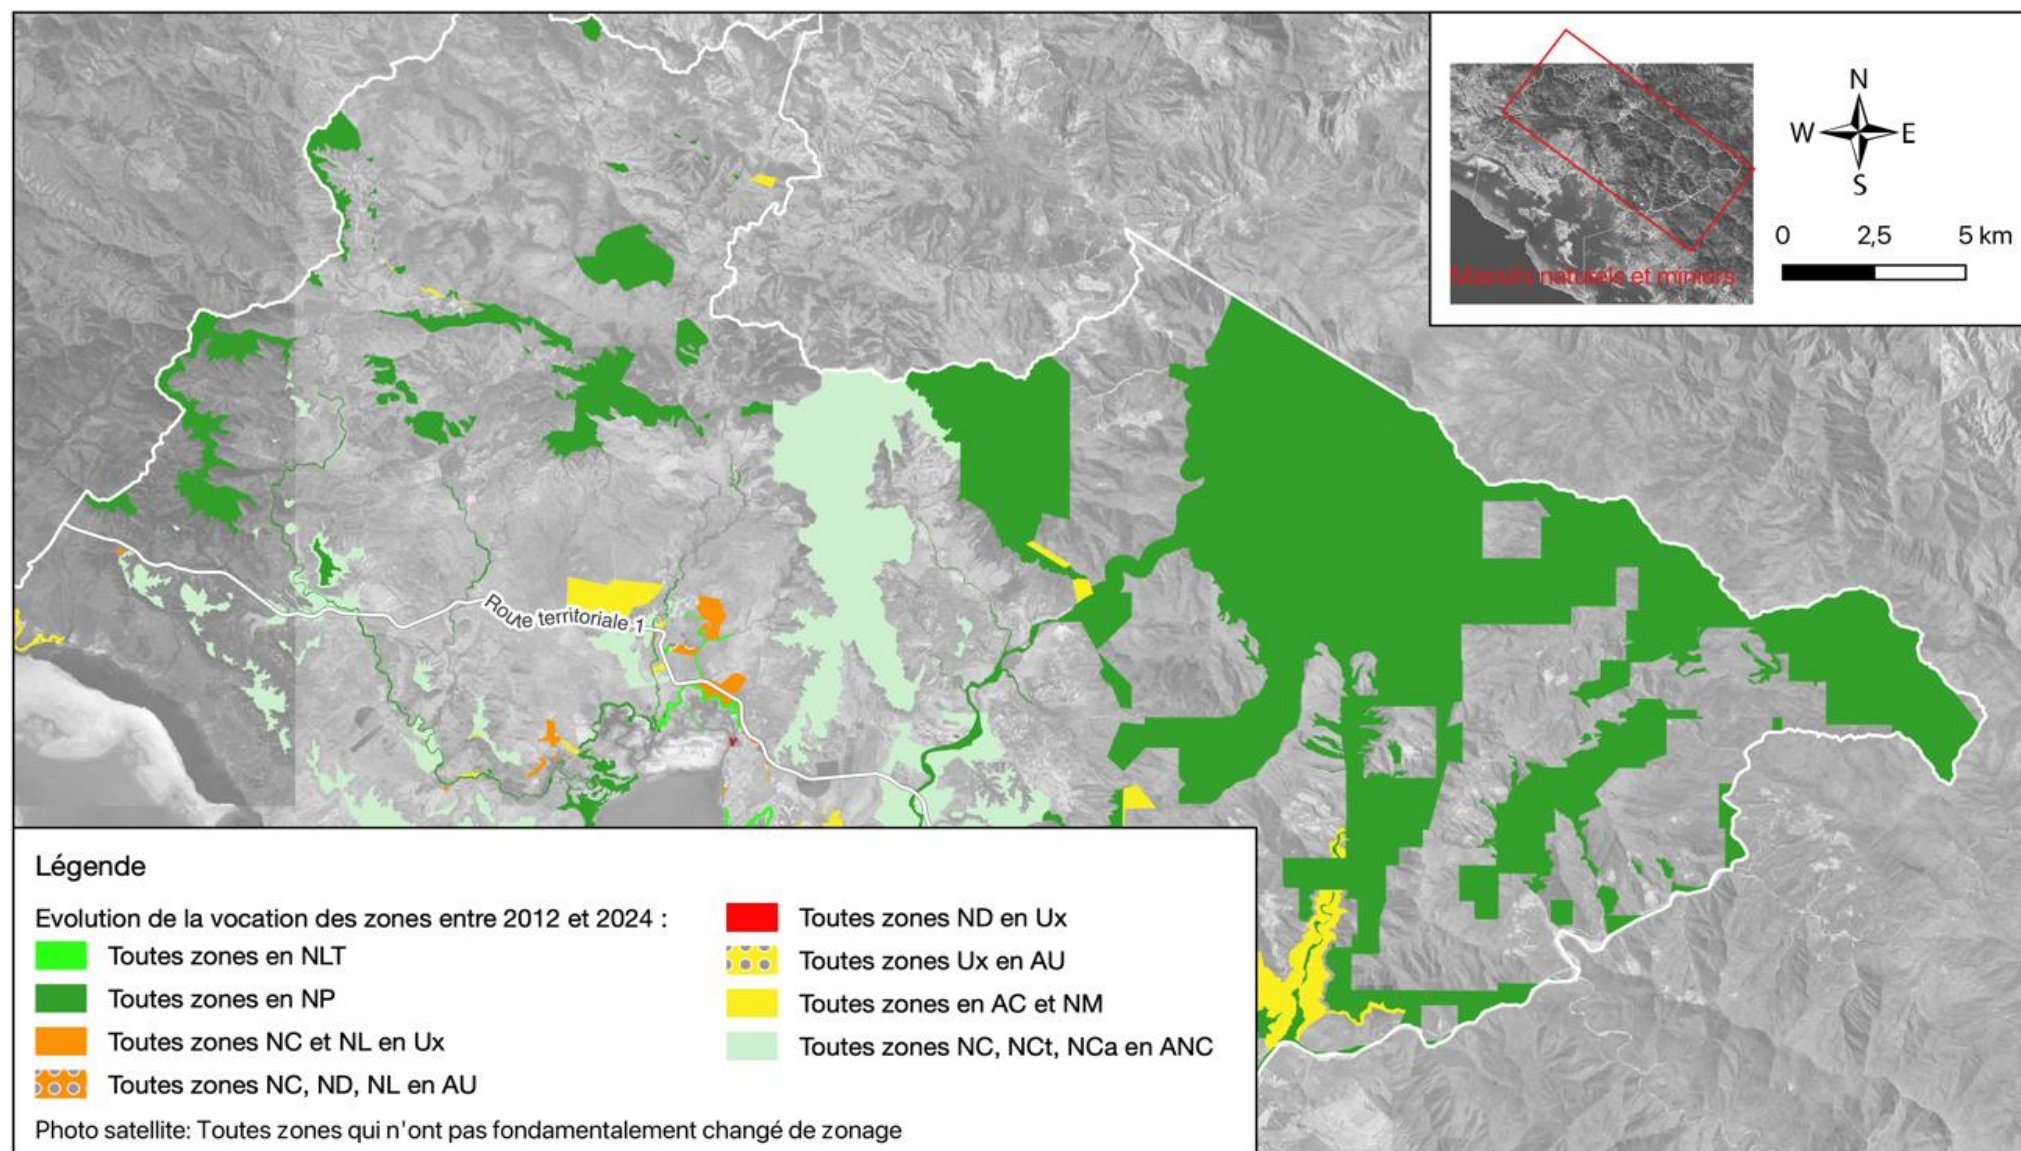 N
W E
S
0 2,5 5 km
Massifs naturels et miniers
Route territoriale 1
Légende
Evolution de la vocation des zones entre 2012 et 2024 :
Toutes zones en NLT
Toutes zones en NP
Toutes zones NC et NL en Ux
Toutes zones NC, ND, NL en AU
Toutes zones ND en Ux
Toutes zones Ux en AU
Toutes zones en AC et NM
Toutes zones NC, NCt, NCa en ANC
Photo satellite: Toutes zones qui n'ont pas fondamentalement changé de zonage